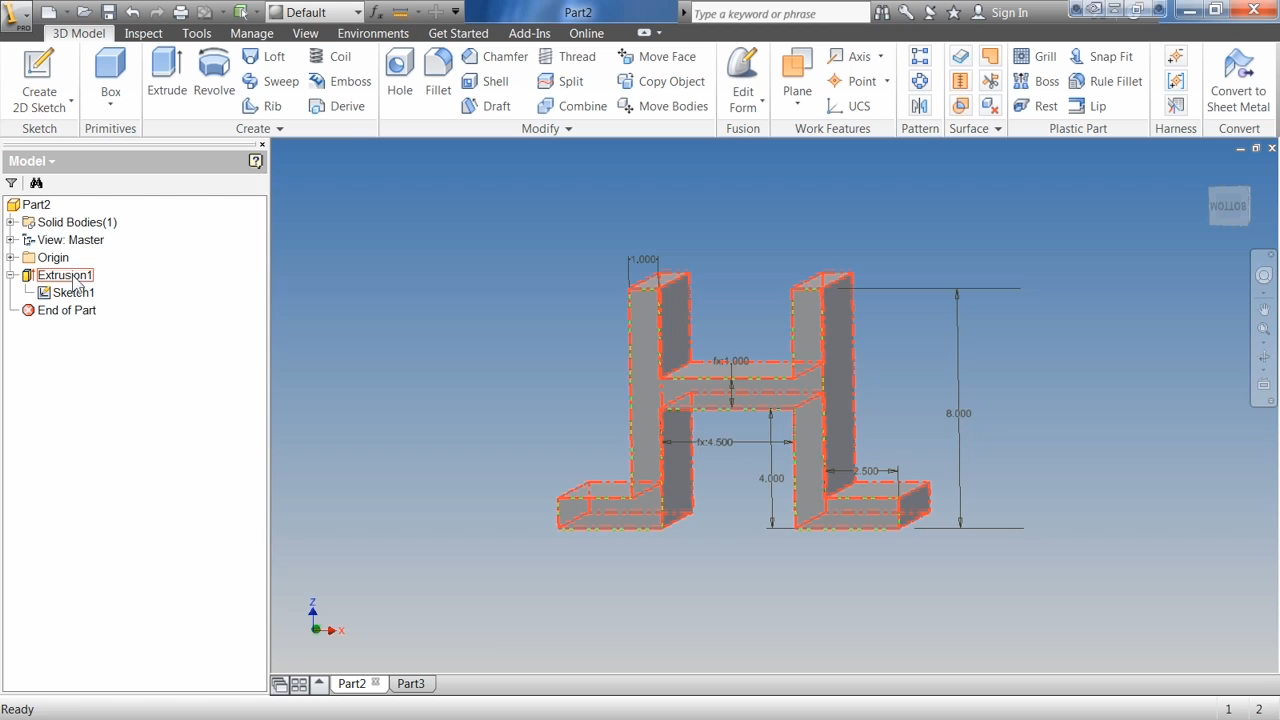 PRO
Default
fx
Part2
Type a keyword or phrase
Sign In
3D Model Inspect Tools Manage View Environments Get Started Add-Ins Online
Create 2D Sketch
Box
Extrude
Revolve
Loft
Sweep
Rib
Coil
Emboss
Derive
Hole
Fillet
Chamfer
Shell
Draft
Thread
Split
Combine
Move Face
Copy Object
Move Bodies
Edit Form
Plane
Axis
Point
UCS
Grill
Boss
Rest
Snap Fit
Rule Fillet
Lip
Convert to Sheet Metal
Sketch Primitives Create Modify Fusion Work Features Pattern Surface Plastic Part Harness Convert
Model
Part2
Solid Bodies(1)
View: Master
Origin
Extrusion1
Sketch1
End of Part
BOTTOM
1.000
fx:1.000
8.000
fx:4.500
2.500
4.000
Z
X
Part2 Part3
Ready
1 2